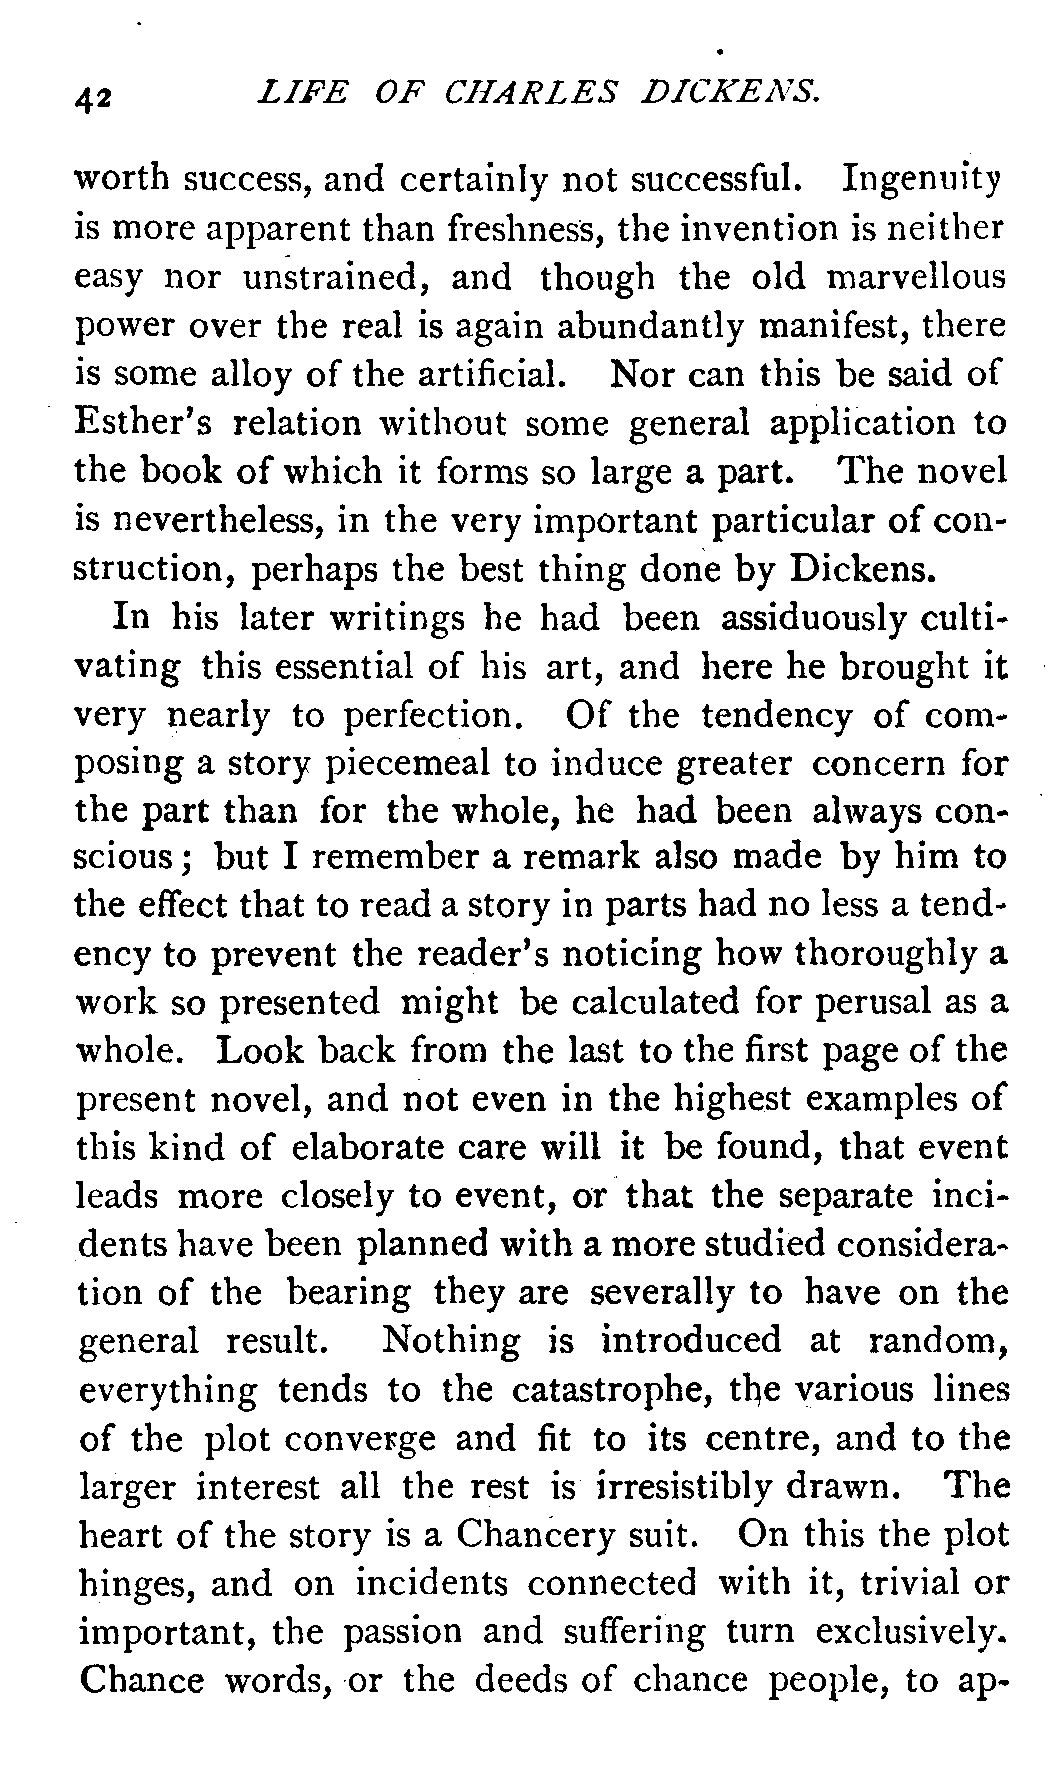 42 LIFE OF CHARLES DICKENS.
worth success, and certainly not successful. Ingenuity
is more apparent than freshness, the invention is neither
easy nor unstrained, and though the old marvellous
power over the real is again abundantly manifest, there
is some alloy of the artificial. Nor can this be said of
Esther's relation without some general application to
the book of which it forms so large a part. The novel
is nevertheless, in the very important particular of con-
struction, perhaps the best thing done by Dickens.
In his later writings he had been assiduously culti-
vating this essential of his art, and here he brought it
very nearly to perfection. Of the tendency of com-
posing a story piecemeal to induce greater concern for
the part than for the whole, he had been always con-
scious; but I remember a remark also made by him to
the effect that to read a story in parts had no less a tend-
ency to prevent the reader's noticing how thoroughly a
work so presented might be calculated for perusal as a
whole. Look back from the last to the first page of the
present novel, and not even in the highest examples of
this kind of elaborate care will it be found, that event
leads more closely to event, or that the separate inci-
dents have been planned with a more studied considera-
tion of the bearing they are severally to have on the
general result. Nothing is introduced at random,
everything tends to the catastrophe, the various lines
of the plot converge and fit to its centre, and to the
larger interest all the rest is irresistibly drawn. The
heart of the story is a Chancery suit. On this the plot
hinges, and on incidents connected with it, trivial or
important, the passion and suffering turn exclusively.
Chance words, or the deeds of chance people, to ap-